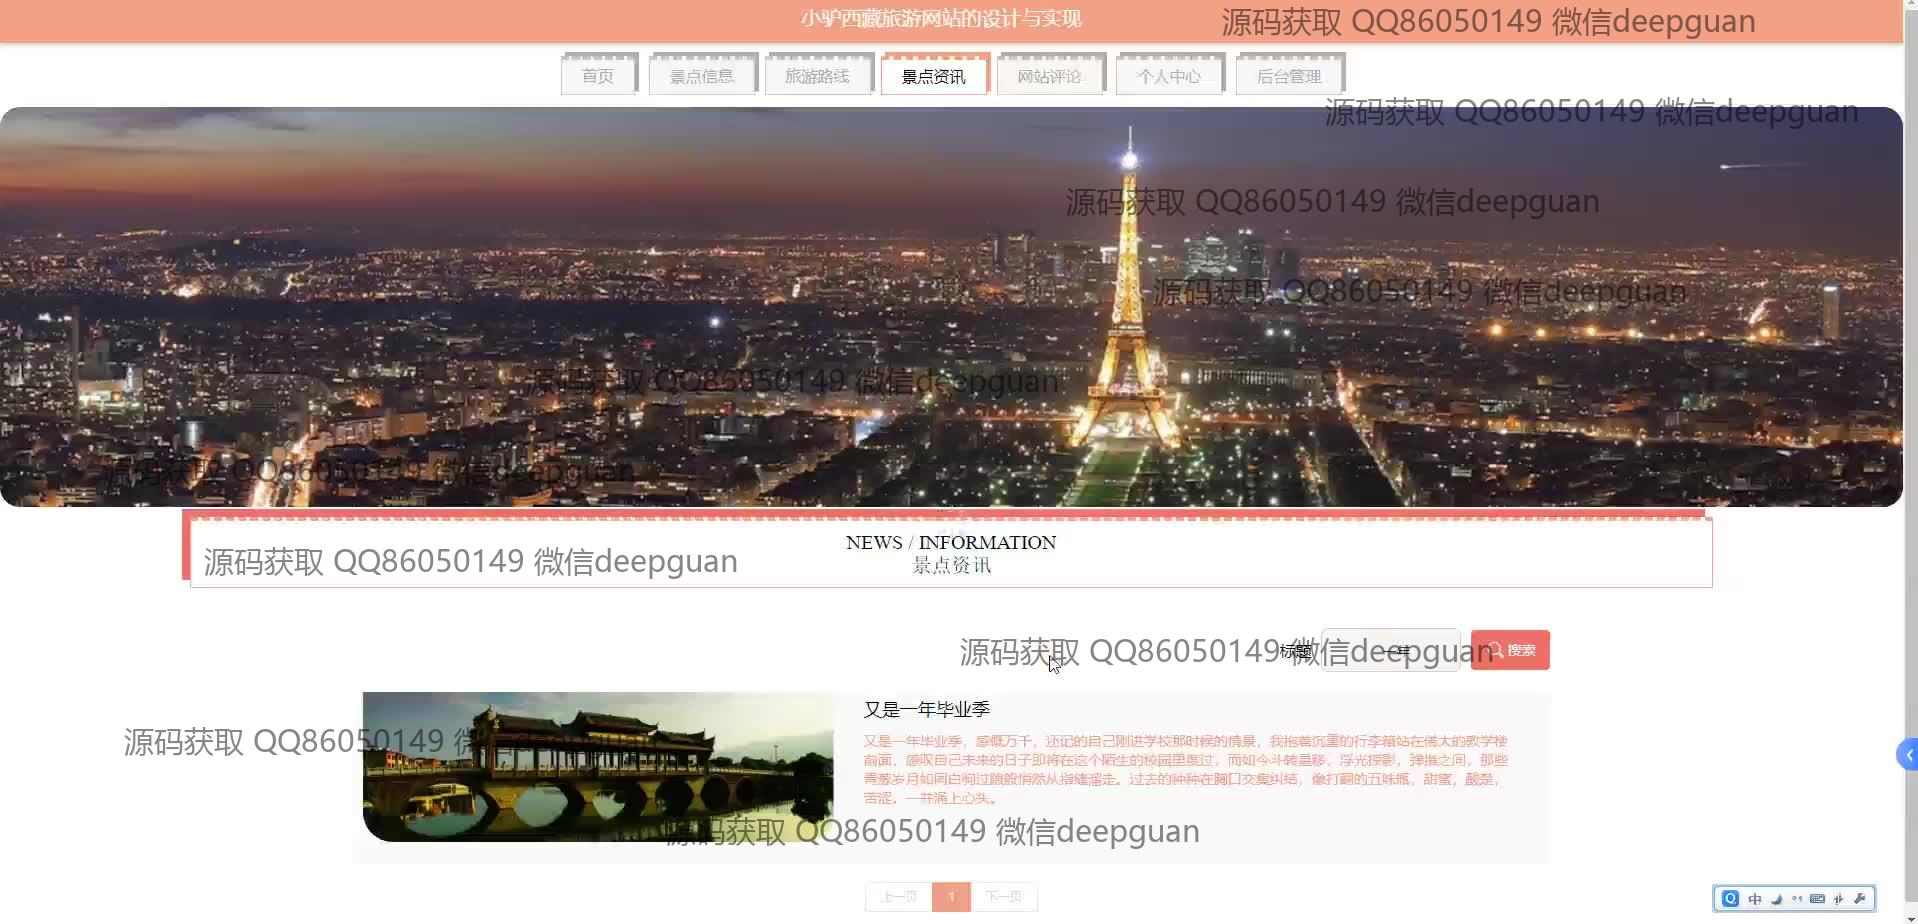 小驴西藏旅游网站的设计与实现
源码获取 QQ86050149 微信deepguan
首页 景点信息 旅游路线 景点资讯 网站评论 个人中心 后台管理
源码获取 QQ86050149 微信deepguan
源码获取 QQ86050149 微信deepguan
源码获取 QQ86050149 微信deepguan
源码获取 QQ86050149 微信deepguan
源码获取 QQ86050149 微信deepguan
NEWS / INFORMATION
源码获取 QQ86050149 微信deepguan
景点资讯
源码获取 QQ86050149 微信deepguan
标题 一年 搜索
又是一年毕业季
源码获取 QQ86050149 微信deepguan
又是一年毕业季，感慨万千，还记的自己刚进学校那时候的情景，我拖着沉重的行李箱站在偌大的教学楼
前面，感叹自己未来的日子即将在这个陌生的校园里度过，而如今斗转星移，浮光掠影，弹指之间，那些
青葱岁月如同白驹过隙般悄然从指缝溜走。过去的种种在胸口交集纠结，像打翻的五味瓶，甜蜜，酸楚，
苦涩，一并涌上心头。
源码获取 QQ86050149 微信deepguan
上一页 1 下一页
中